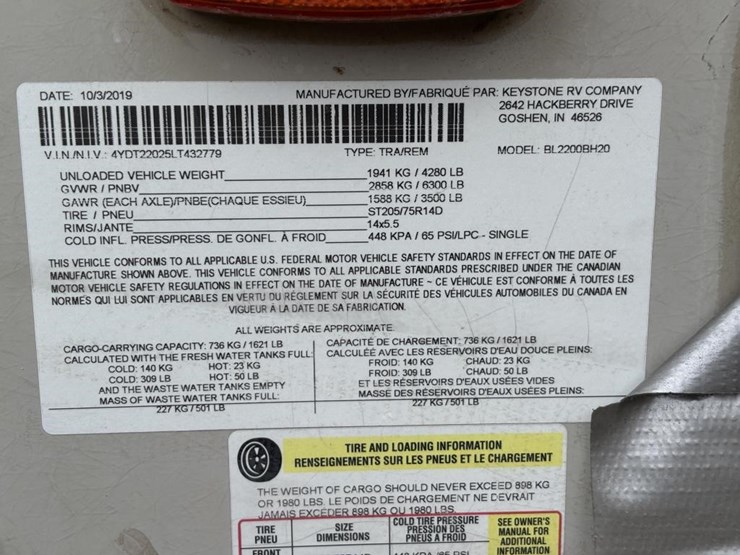 DATE: 10/3/2019
MANUFACTURED BY/FABRIQUÉ PAR: KEYSTONE RV COMPANY
2642 HACKBERRY DRIVE
GOSHEN, IN 46526
V.I.N./N.I.V.: 4YDT22025LT432779 TYPE: TRA/REM MODEL: BL2200BH20
UNLOADED VEHICLE WEIGHT 1941 KG / 4280 LB
GVWR / PNBV 2858 KG / 6300 LB
GAWR (EACH AXLE)/PNBE(CHAQUE ESSIEU) 1588 KG / 3500 LB
TIRE / PNEU ST205/75R14D
RIMS/JANTE 14x5.5
COLD INFL. PRESS/PRESS. DE GONFL. À FROID 448 KPA / 65 PSI/LPC - SINGLE
THIS VEHICLE CONFORMS TO ALL APPLICABLE U.S. FEDERAL MOTOR VEHICLE SAFETY STANDARDS IN EFFECT ON THE DATE OF
MANUFACTURE SHOWN ABOVE. THIS VEHICLE CONFORMS TO ALL APPLICABLE STANDARDS PRESCRIBED UNDER THE CANADIAN
MOTOR VEHICLE SAFETY REGULATIONS IN EFFECT ON THE DATE OF MANUFACTURE ~ CE VÉHICULE EST CONFORME À TOUTES LES
NORMES QUI LUI SONT APPLICABLES EN VERTU DU RÉGLEMENT SUR LA SÉCURITÉ DES VÉHICULES AUTOMOBILES DU CANADA EN
VIGUEUR À LA DATE DE SA FABRICATION.
ALL WEIGHTS ARE APPROXIMATE
CARGO-CARRYING CAPACITY: 736 KG / 1621 LB
CALCULATED WITH THE FRESH WATER TANKS FULL:
COLD: 140 KG HOT: 23 KG
COLD: 309 LB HOT: 50 LB
AND THE WASTE WATER TANKS EMPTY
MASS OF WASTE WATER TANKS FULL:
227 KG / 501 LB
CAPACITÉ DE CHARGEMENT: 736 KG / 1621 LB
CALCULÉE AVEC LES RESERVOIRS D'EAU DOUCE PLEINS:
FROID: 140 KG CHAUD: 23 KG
FROID: 309 LB CHAUD: 50 LB
ET LES RÉSERVOIRS D'EAUX USÉES VIDES
MASSE DES RÉSERVOIRS D'EAUX USÉES PLEINS:
227 KG / 501 LB
TIRE AND LOADING INFORMATION
RENSEIGNEMENTS SUR LES PNEUS ET LE CHARGEMENT
THE WEIGHT OF CARGO SHOULD NEVER EXCEED 898 KG
OR 1980 LBS. LE POIDS DE CHARGEMENT NE DEVRAIT
JAMAIS EXCÉDER 898 KG OU 1980 LBS.
TIRE
PNEU
SIZE
DIMENSIONS
COLD TIRE PRESSURE
PRESSION DES
PNEUS A FROID
SEE OWNER'S
MANUAL FOR
ADDITIONAL
INFORMATION
FRONT